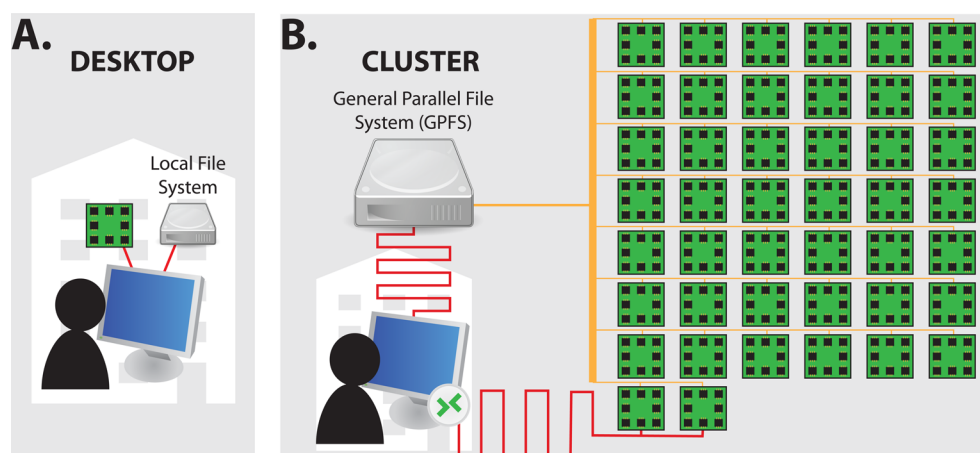 A.
DESKTOP
Local File
System
B.
CLUSTER
General Parallel File
System (GPFS)